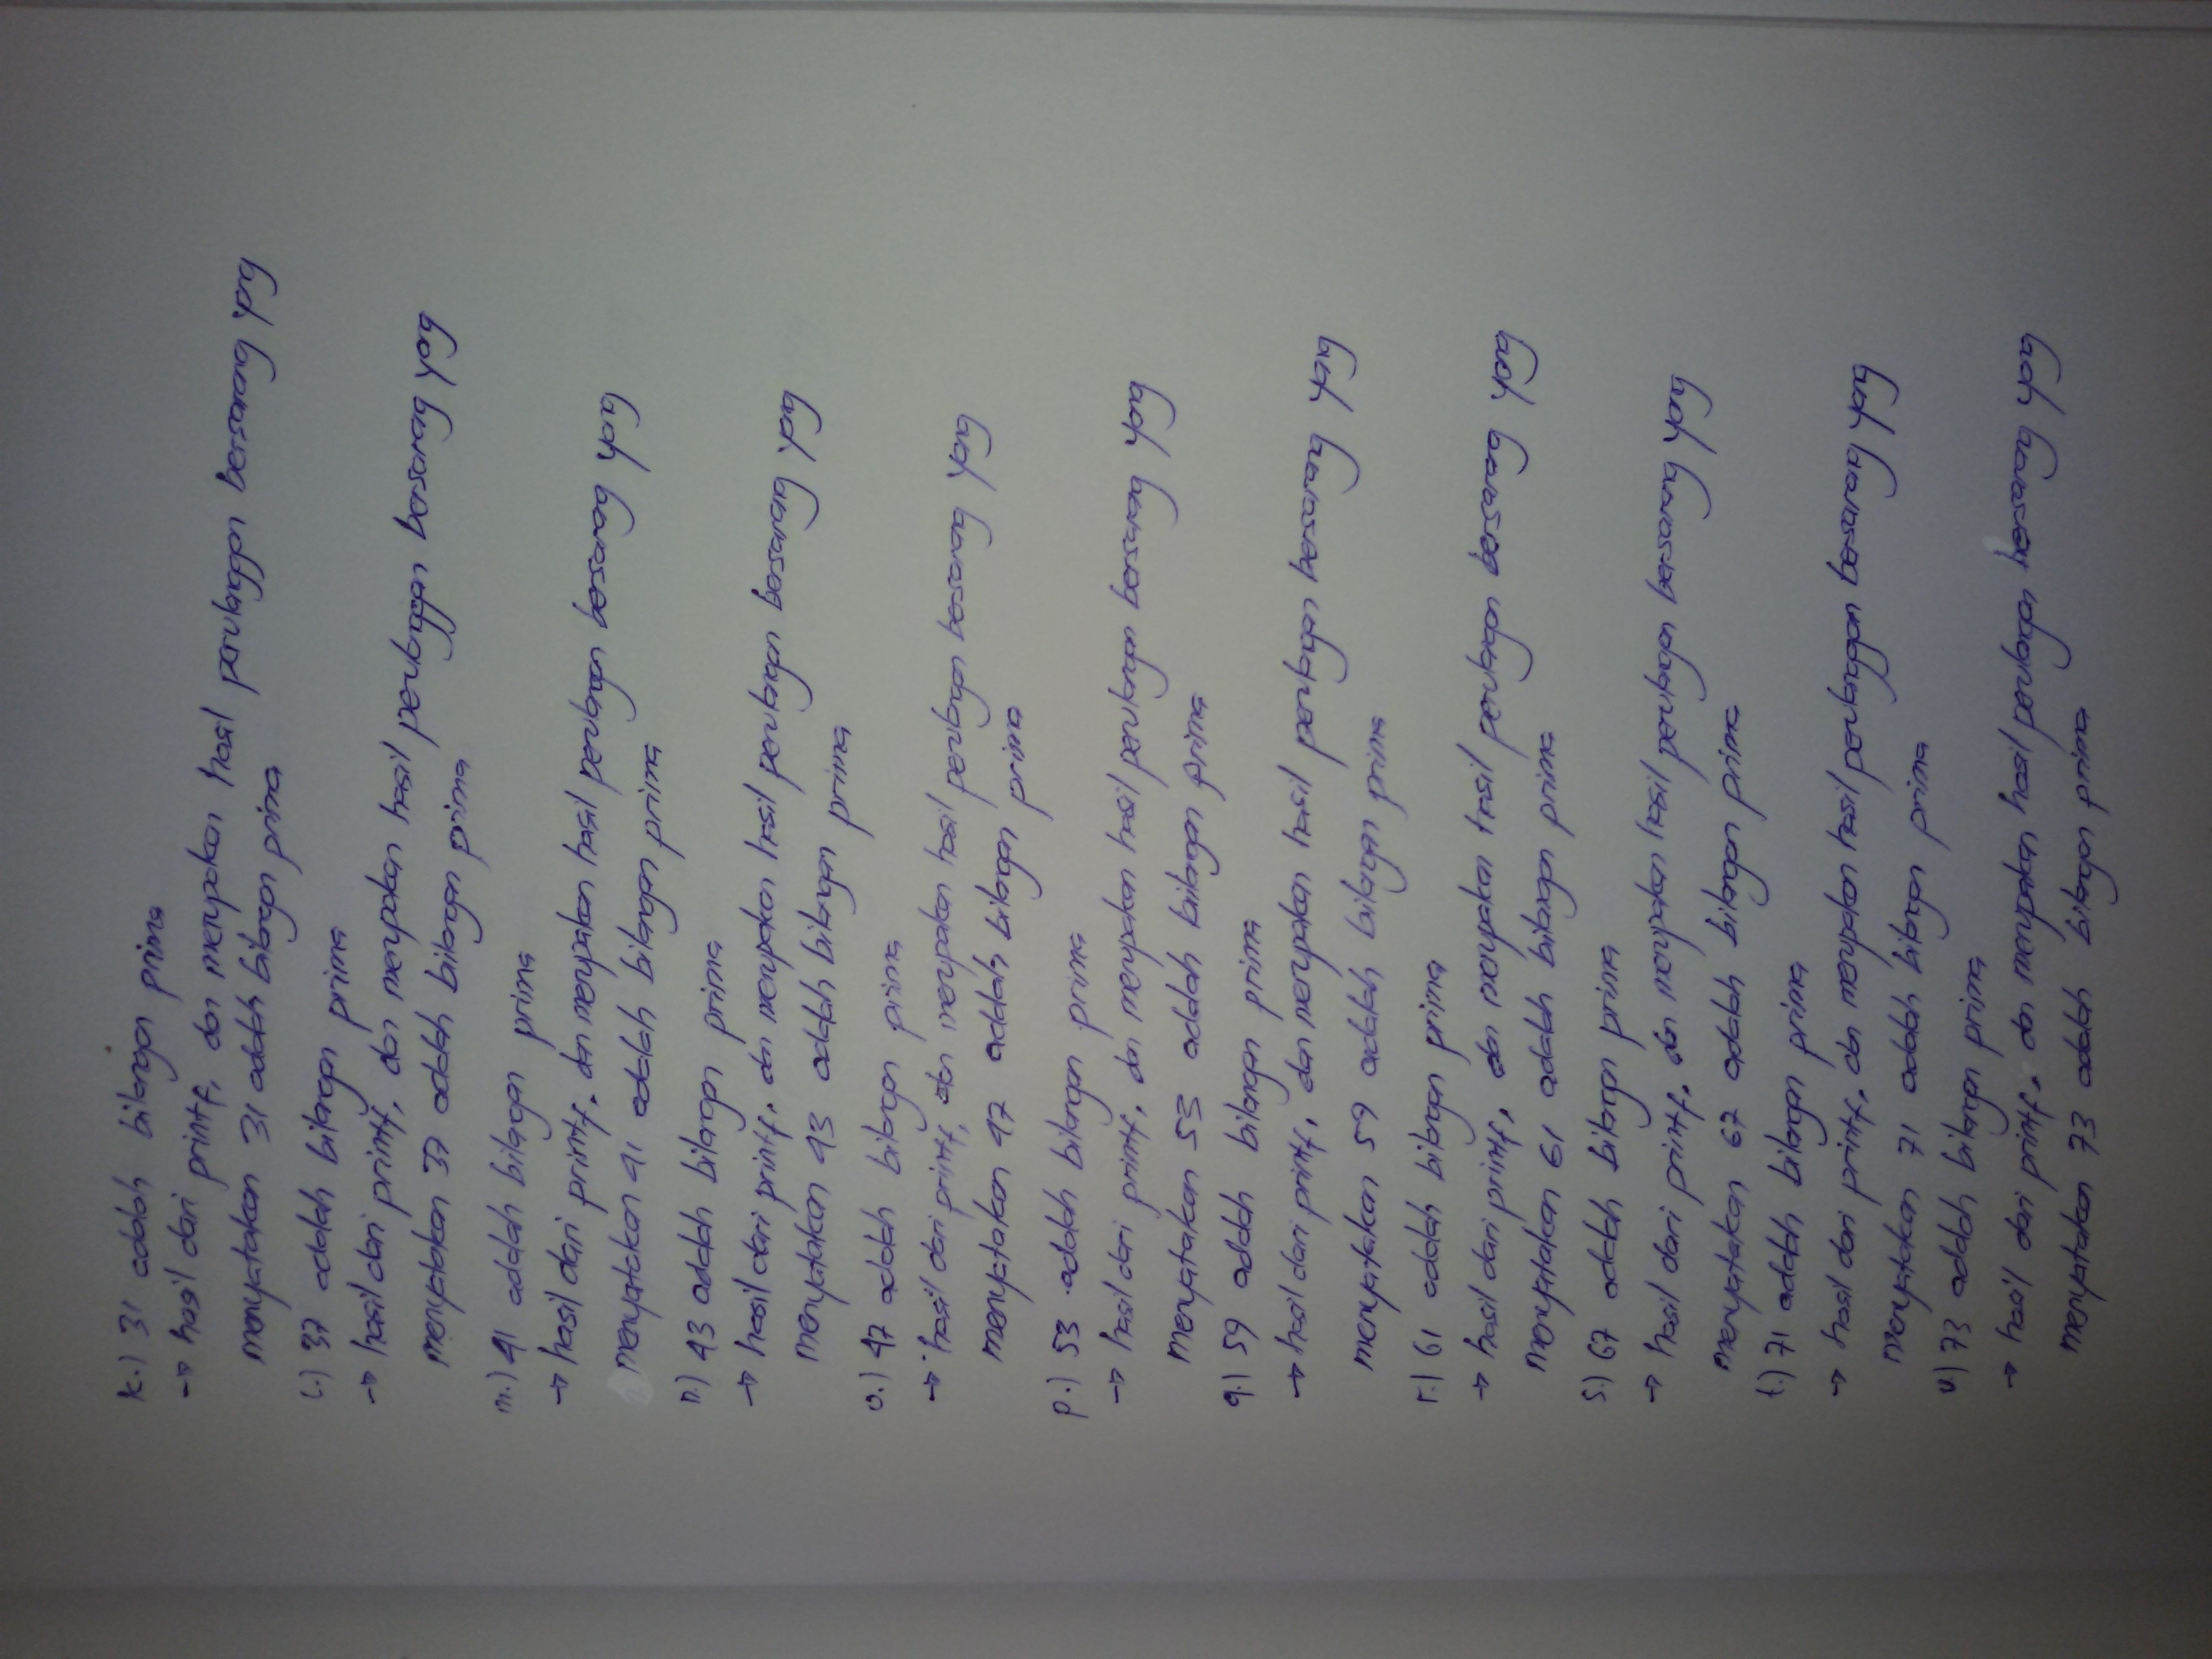 k.) 31 adalah bilangan prima
→ hasil dari printf, dan merupakan hasil perulanggan bersarang yang
menyatakan 31 adalah bilangan prima
l.) 37 adalah bilangan prima
→ hasil dari printf, dan merupakan hasil perulanggan bersarang yang
menyatakan 37 adalah bilangan prima
m.) 41 adalah bilangan prima
→ hasil dari printf, dan merupakan hasil perulangan bersarang yang
menyatakan 41 adalah bilangan prima
n.) 43 adalah bilangan prima
→ hasil dari printf, dan merupakan hasil perulangan bersarang yang
menyatakan 43 adalah bilangan prima
o.) 47 adalah bilangan prima
→ hasil dari printf, dan merupakan hasil perulangan bersarang yang
menyatakan 47 adalah bilangan prima
p.) 53 adalah bilangan prima
→ hasil dari printf, dan merupakan hasil perulangan bersarang yang
menyatakan 53 adalah bilangan prima
q.) 59 adalah bilangan prima
→ hasil dari printf, dan merupakan hasil perulangan bersarang yang
menyatakan 59 adalah bilangan prima
r.) 61 adalah bilangan prima
→ hasil dari printf, dan merupakan hasil perulangan bersarang yang
menyatakan 61 adalah bilangan prima
s.) 67 adalah bilangan prima
→ hasil dari printf, dan merupakan hasil perulangan bersarang yang
menyatakan 67 adalah bilangan prima
t.) 71 adalah bilangan prima
→ hasil dari printf, dan merupakan hasil perulanggan bersarang yang
menyatakan 71 adalah bilangan prima
u.) 73 adalah bilangan prima
→ hasil dari printf, dan merupakan hasil perulangan bersarang yang
menyatakan 73 adalah bilangan prima